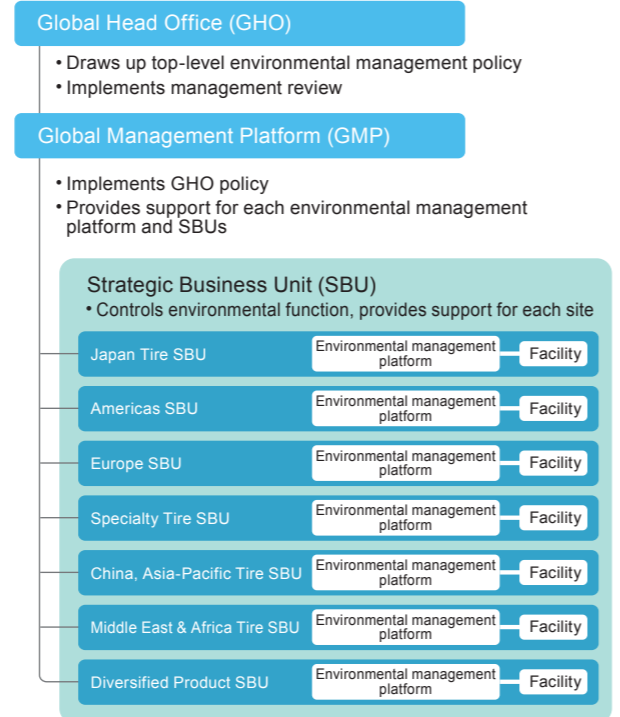 Global Head Office (GHO)
• Draws up top-level environmental management policy
• Implements management review
Global Management Platform (GMP)
• Implements GHO policy
• Provides support for each environmental management
platform and SBUs
Strategic Business Unit (SBU)
• Controls environmental function, provides support for each site
Japan Tire SBU
Environmental management
platform
Facility
Americas SBU
Environmental management
platform
Facility
Europe SBU
Environmental management
platform
Facility
Specialty Tire SBU
Environmental management
platform
Facility
China, Asia-Pacific Tire SBU
Environmental management
platform
Facility
Middle East & Africa Tire SBU
Environmental management
platform
Facility
Diversified Product SBU
Environmental management
platform
Facility